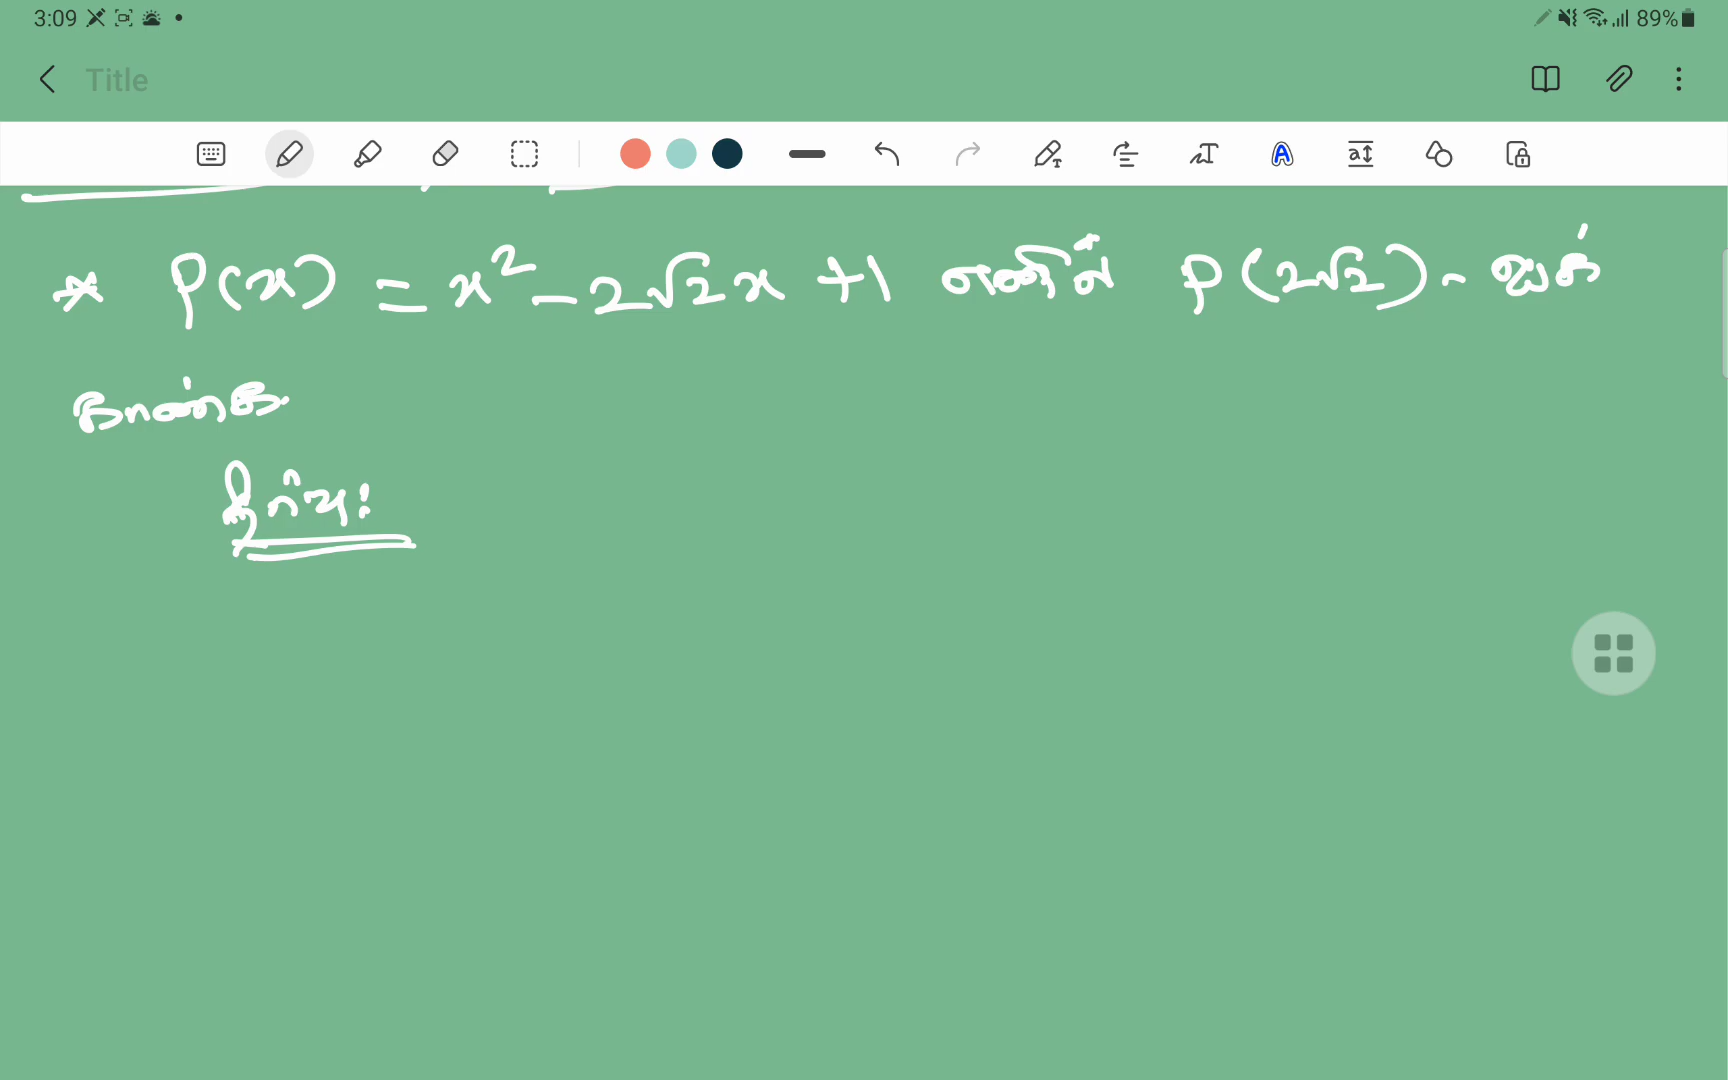 3:09 89%
Title
* P(x) = x² - 2√2x + 1 எனில் P(2√2) - ஐக்
காண்க.
தீர்வு: